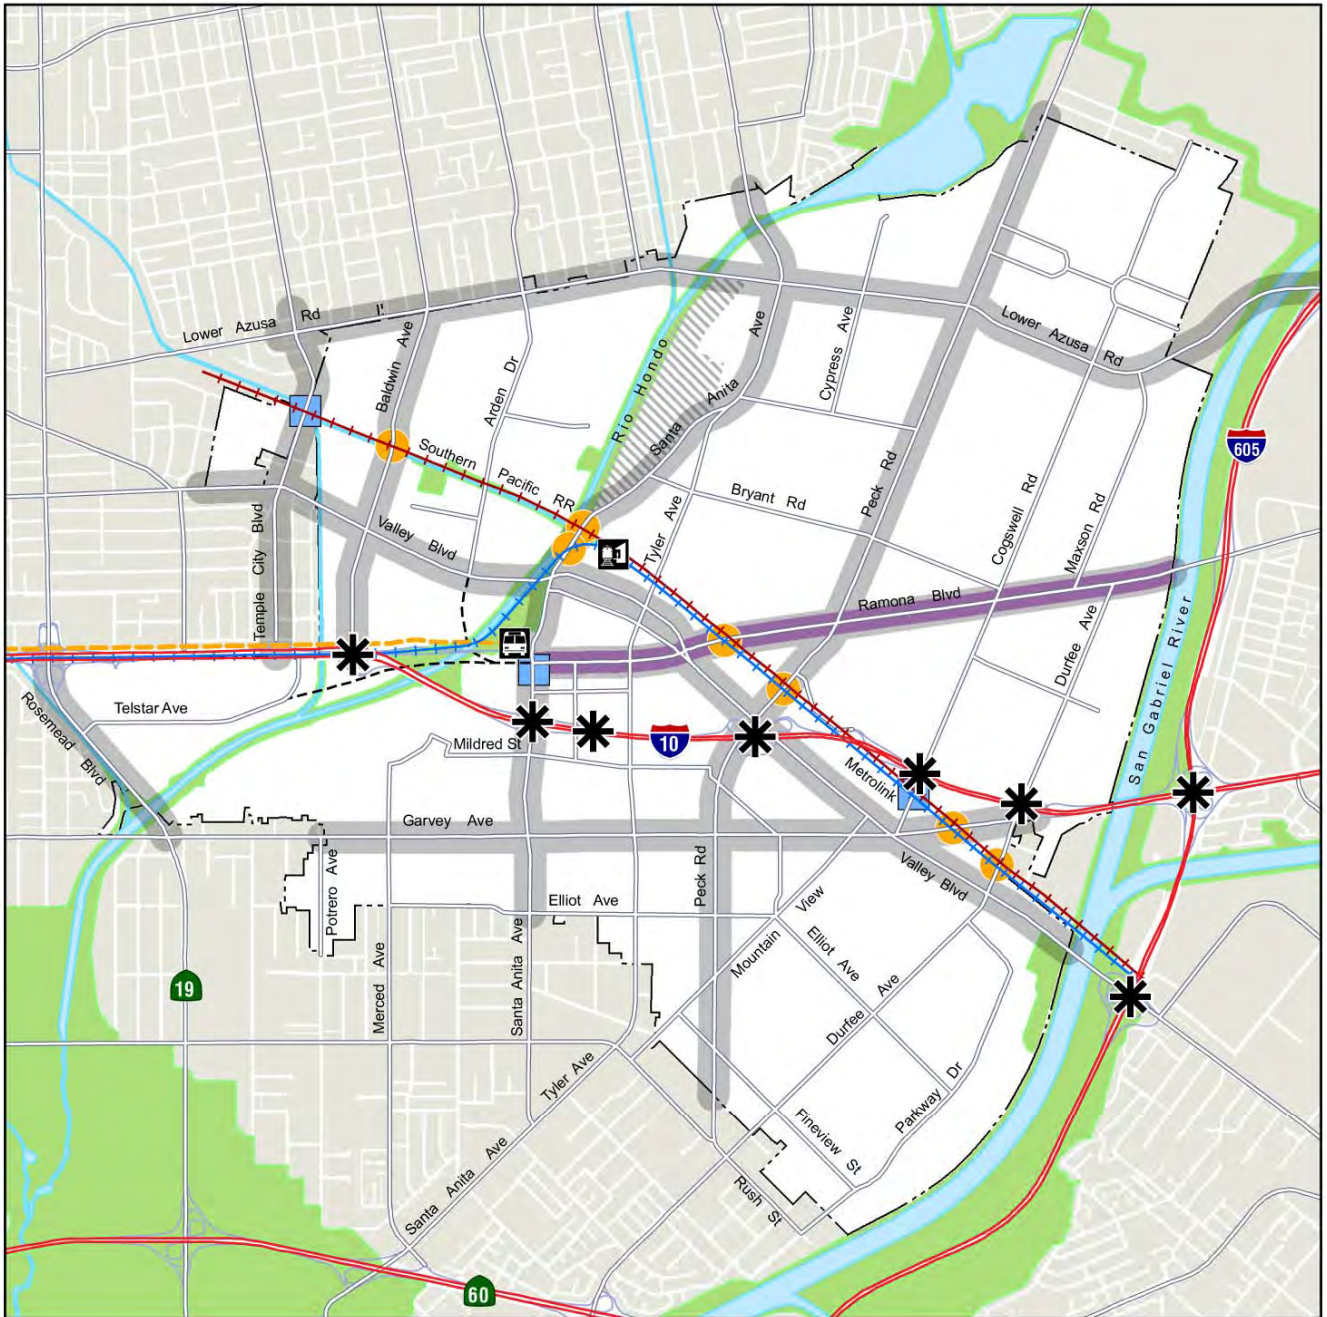 Lower Azusa Rd
Baldwin Ave
Arden Dr
Rio Hondo
Santa Anita Ave
Cypress Ave
Lower Azusa Rd
605
Southern Pacific RR
Peck Rd
Cogswell Rd
Maxson Rd
Bryant Rd
Tyler Ave
Valley Blvd
Temple City Blvd
Ramona Blvd
Durfee Ave
San Gabriel River
Telstar Ave
Rosemead Blvd
Mildred St
10
Metrolink
Garvey Ave
Potrero Ave
Peck Rd
Valley Blvd
Elliot Ave
Mountain View
Elliot Ave
Durfee Ave
Merced Ave
Santa Anita Ave
19
Tyler Ave
Parkway Dr
Fineview St
Rush St
Santa Anita Ave
60